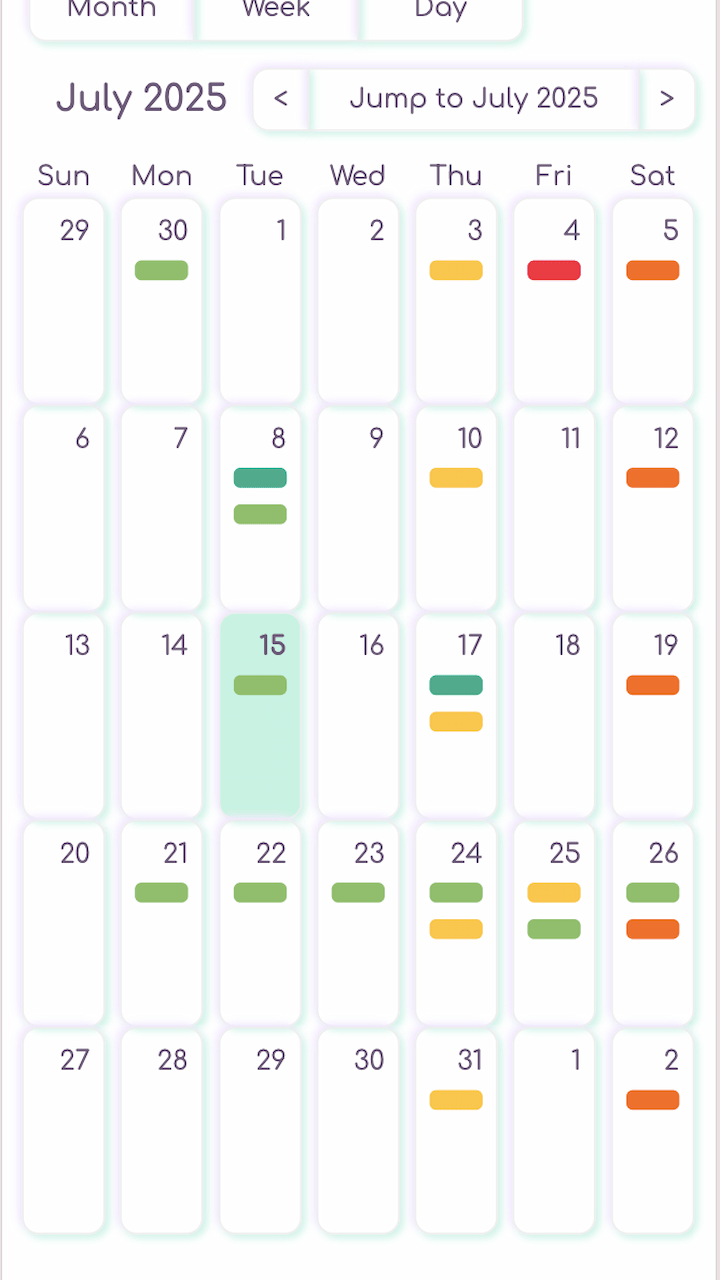 Month Week Day
July 2025 < Jump to July 2025 >
Sun Mon Tue Wed Thu Fri Sat
29 30 1 2 3 4 5
6 7 8 9 10 11 12
13 14 15 16 17 18 19
20 21 22 23 24 25 26
27 28 29 30 31 1 2